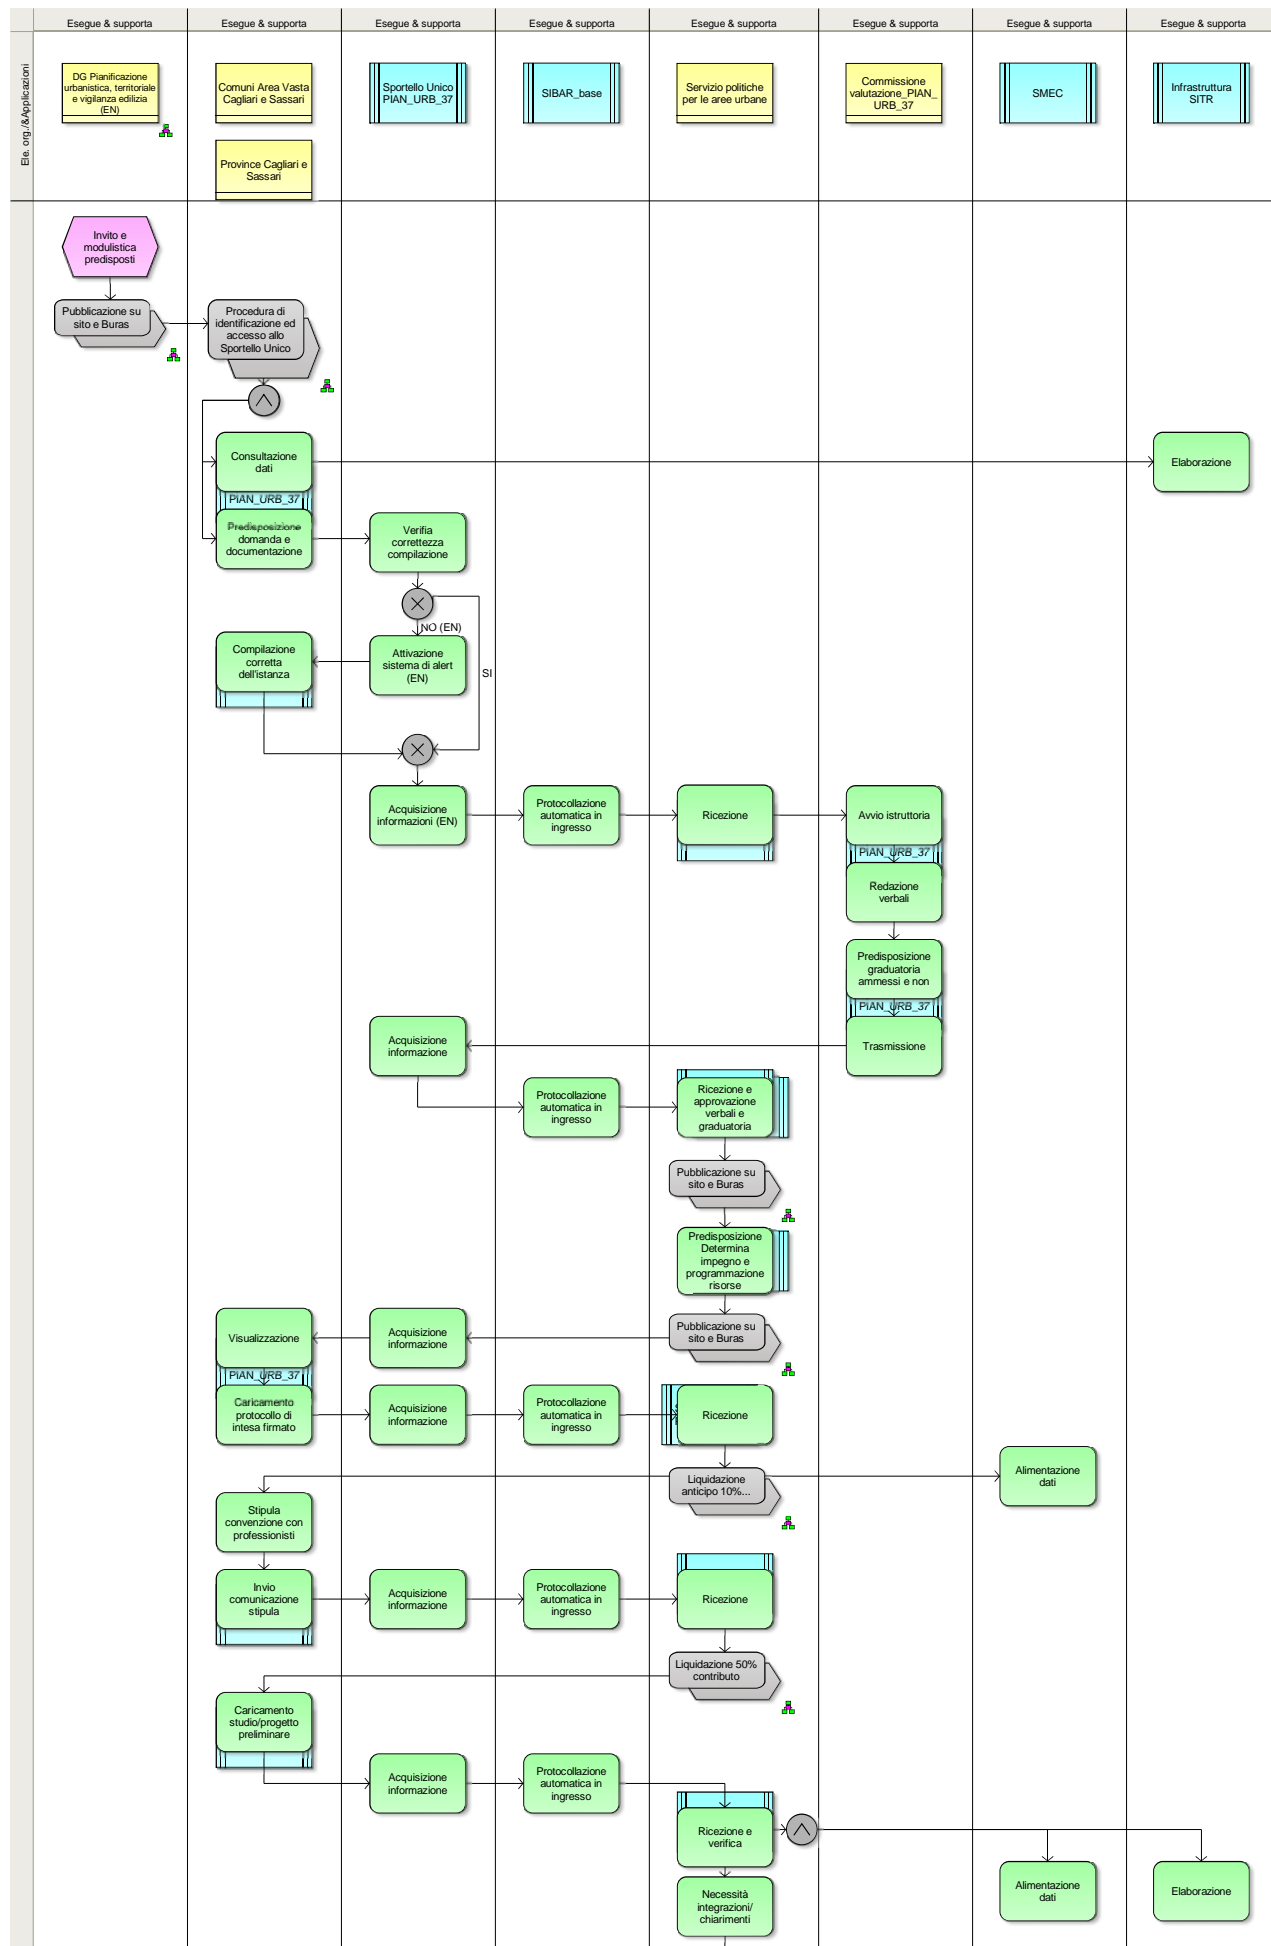 Esegue & supporta
Esegue & supporta
Esegue & supporta
Esegue & supporta
Esegue & supporta
Esegue & supporta
Esegue & supporta
Esegue & supporta
Ele. org./&Applicazioni
DG Pianificazione
urbanistica, territoriale
e vigilanza edilizia
(EN)
Comuni Area Vasta
Cagliari e Sassari
Sportello Unico
PIAN_URB_37
SIBAR_base
Servizio politiche
per le aree urbane
Commissione
valutazione_PIAN_
URB_37
SMEC
Infrastruttura
SITR
Province Cagliari e
Sassari
Invito e
modulistica
predisposti
Pubblicazione su
sito e Buras
Procedura di
identificazione ed
accesso allo
Sportello Unico
Consultazione
dati
Elaborazione
PIAN_URB_37
Predisposizione
domanda e
documentazione
Verifia
correttezza
compilazione
NO (EN)
Compilazione
corretta
dell'istanza
Attivazione
sistema di alert
(EN)
SI
Acquisizione
informazioni (EN)
Protocollazione
automatica in
ingresso
Ricezione
Avvio istruttoria
PIAN_URB_37
Redazione
verbali
Predisposizione
graduatoria
ammessi e non
PIAN_URB_37
Acquisizione
informazione
Trasmissione
Protocollazione
automatica in
ingresso
Ricezione e
approvazione
verbali e
graduatoria
Pubblicazione su
sito e Buras
Predisposizione
Determina
impegno e
programmazione
risorse
Visualizzazione
Acquisizione
informazione
Pubblicazione su
sito e Buras
PIAN_URB_37
Caricamento
protocollo di
intesa firmato
Acquisizione
informazione
Protocollazione
automatica in
ingresso
Ricezione
Liquidazione
anticipo 10%...
Alimentazione
dati
Stipula
convenzione con
professionisti
Invio
comunicazione
stipula
Acquisizione
informazione
Protocollazione
automatica in
ingresso
Ricezione
Liquidazione 50%
contributo
Caricamento
studio/progetto
preliminare
Acquisizione
informazione
Protocollazione
automatica in
ingresso
Ricezione e
verifica
Necessità
integrazioni/
chiarimenti
Alimentazione
dati
Elaborazione